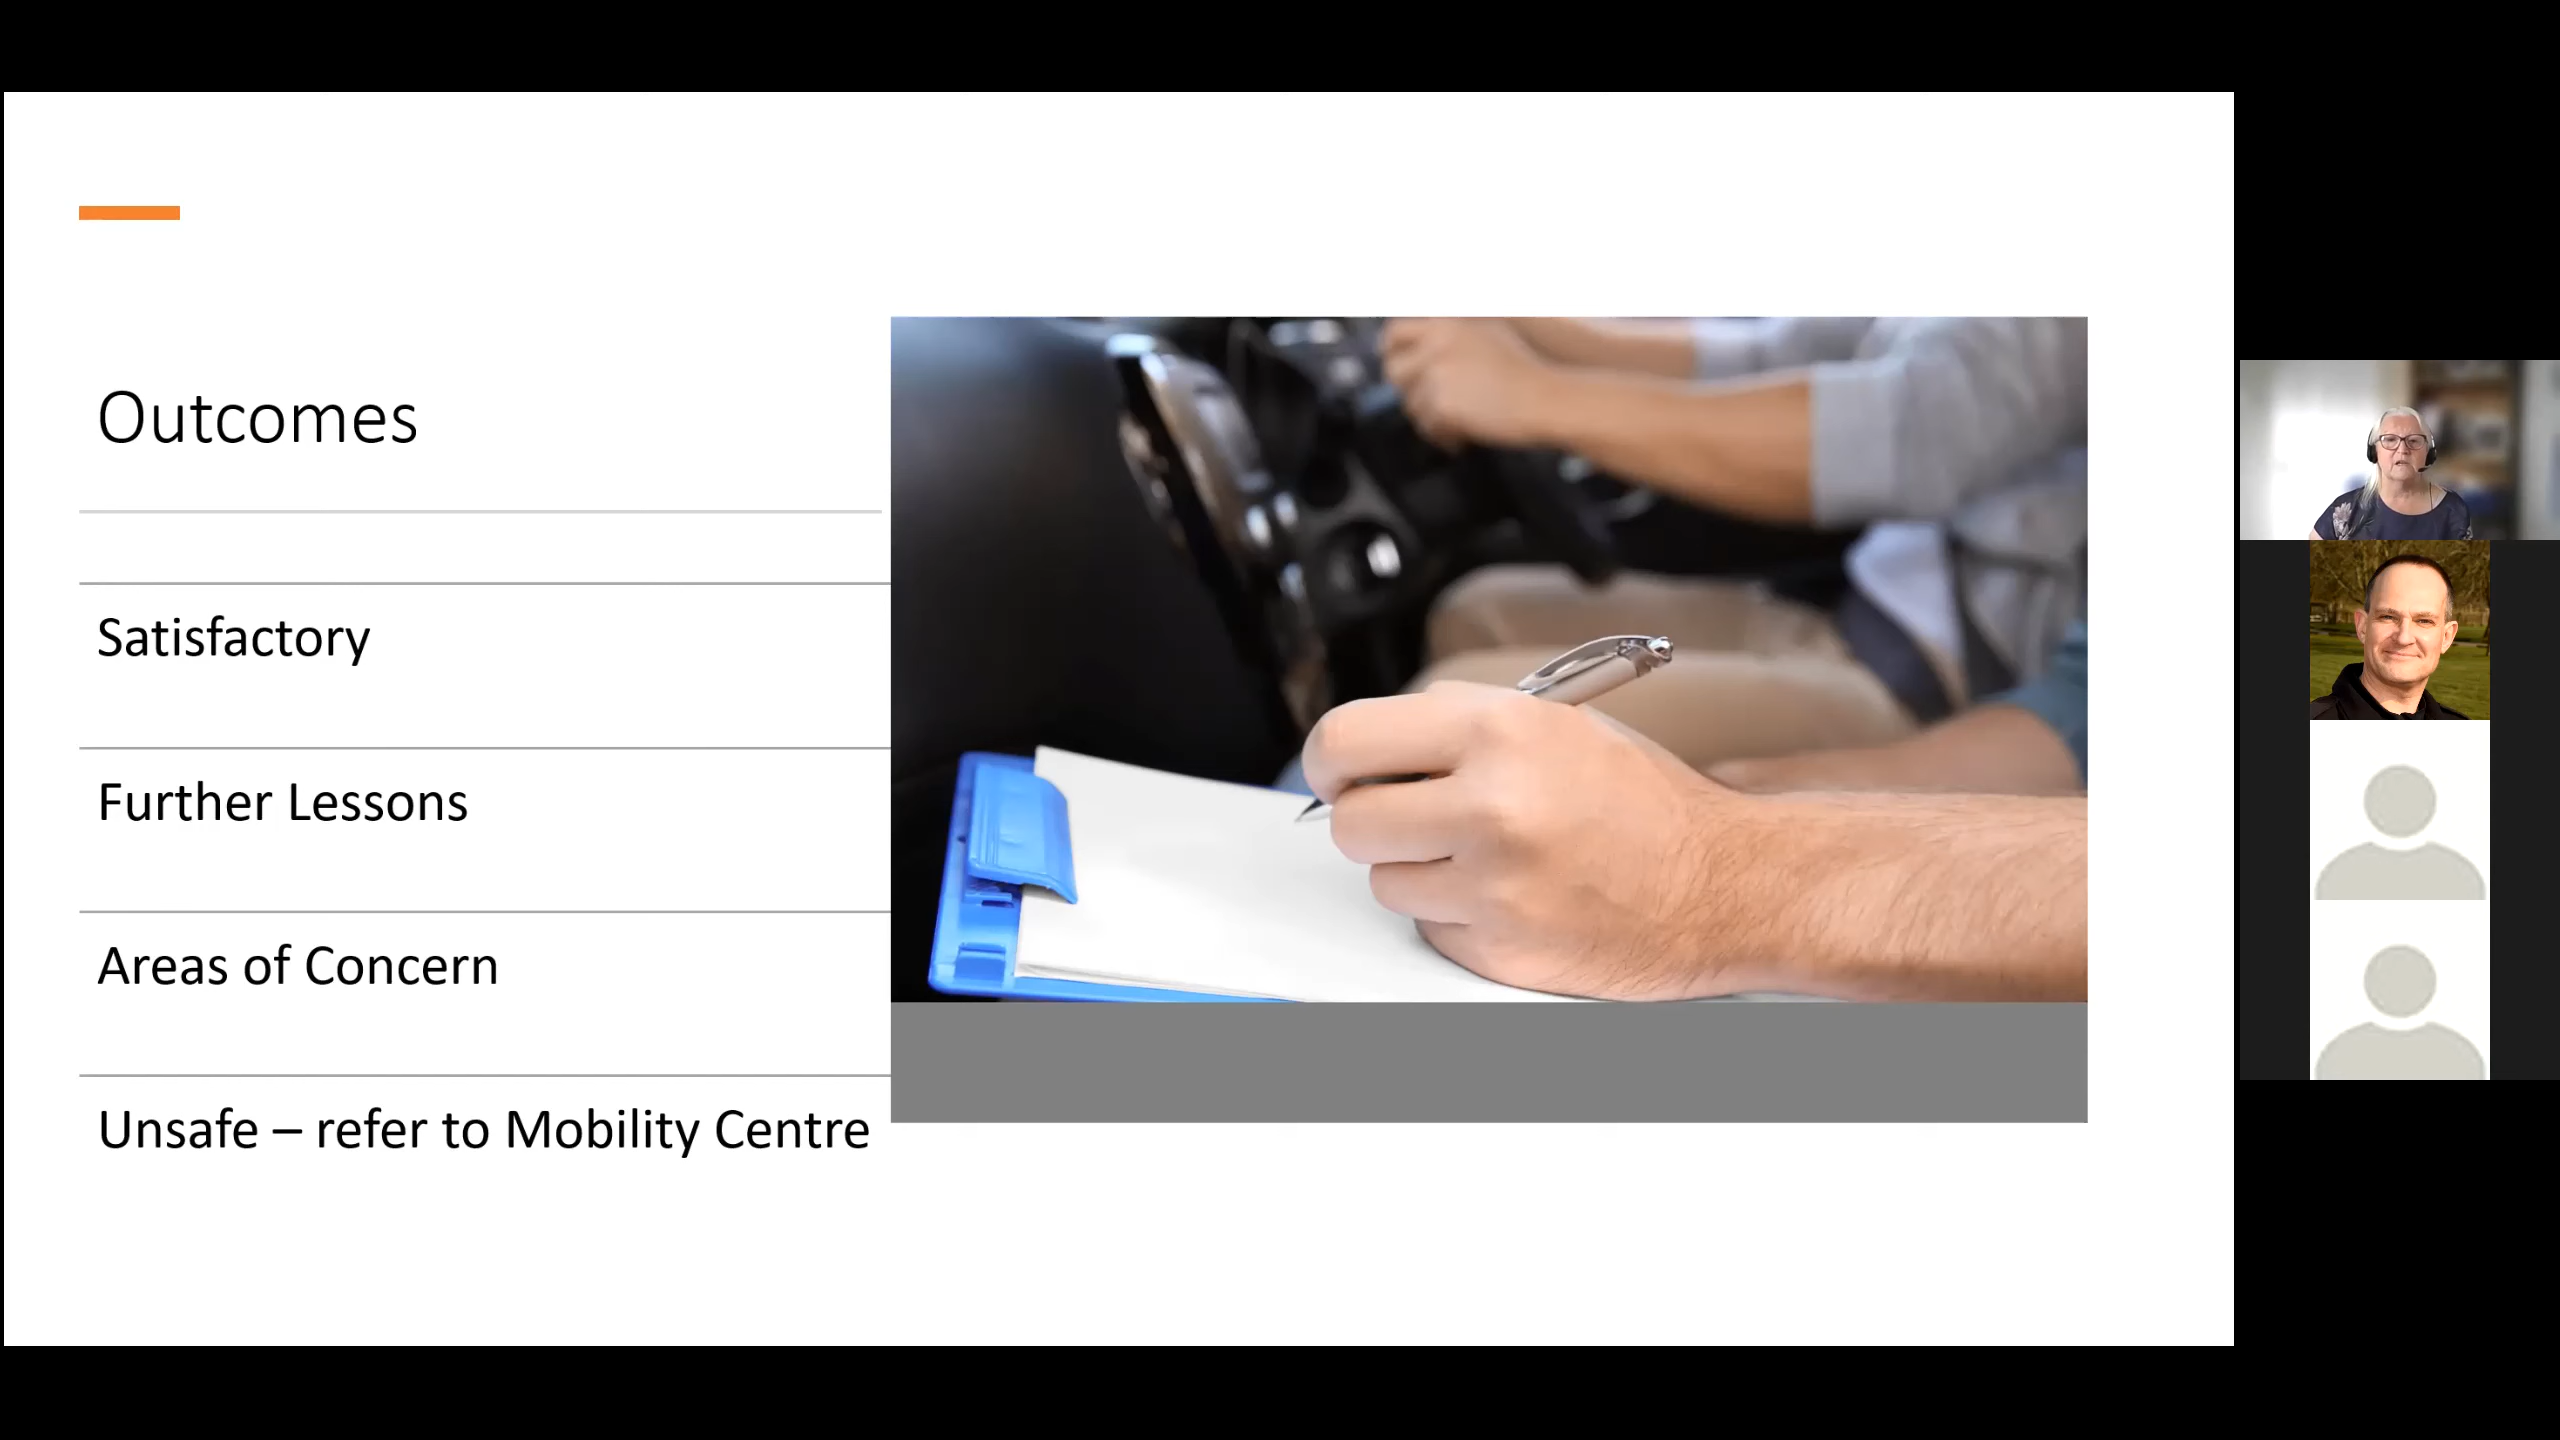 Outcomes
Satisfactory
Further Lessons
Areas of Concern
Unsafe – refer to Mobility Centre